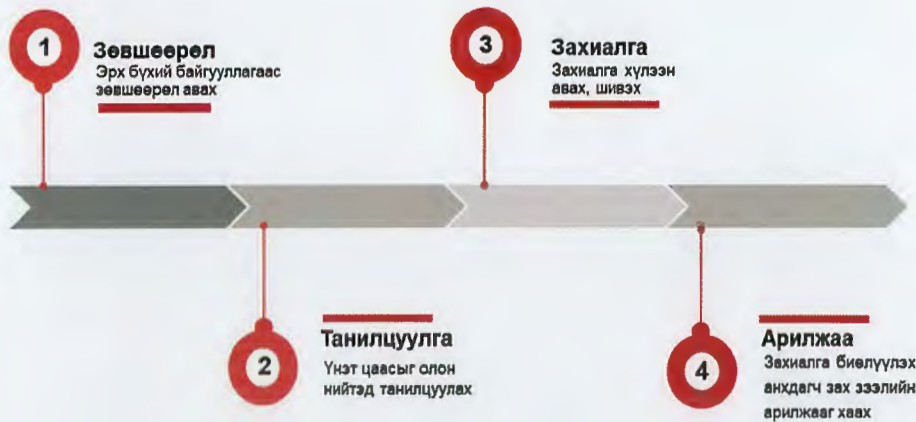 1
Зөвшөөрөл
Эрх бүхий байгууллагаас
зөвшөөрөл авах
2
Танилцуулга
Үнэт цаасыг олон
нийтэд танилцуулах
3
Захиалга
Захиалга хүлээн
авах, шивэх
4
Арилжаа
Захиалга биелүүлэх
анхдагч зах зээлийн
арилжааг хаах